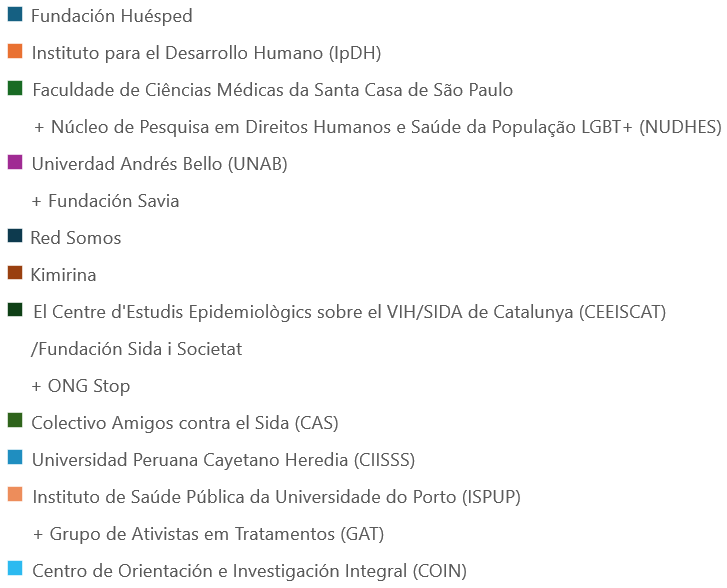 Fundación Huésped
Instituto para el Desarrollo Humano (IpDH)
Faculdade de Ciências Médicas da Santa Casa de São Paulo
+ Núcleo de Pesquisa em Direitos Humanos e Saúde da População LGBT+ (NUDHES)
Univerdad Andrés Bello (UNAB)
+ Fundación Savia
Red Somos
Kimirina
El Centre d'Estudis Epidemiològics sobre el VIH/SIDA de Catalunya (CEEISCAT)
/Fundación Sida i Societat
+ ONG Stop
Colectivo Amigos contra el Sida (CAS)
Universidad Peruana Cayetano Heredia (CIISSS)
Instituto de Saúde Pública da Universidade do Porto (ISPUP)
+ Grupo de Ativistas em Tratamentos (GAT)
Centro de Orientación e Investigación Integral (COIN)